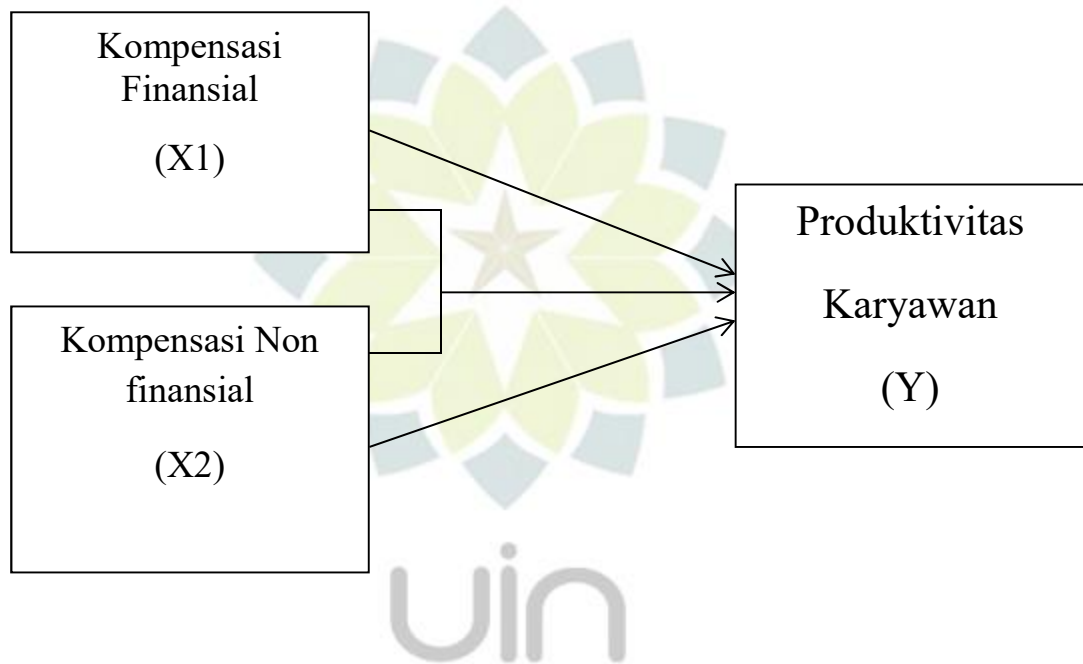 Kompensasi
Finansial
(X1)
Kompensasi Non
finansial
(X2)
Produktivitas
Karyawan
(Y)
uin